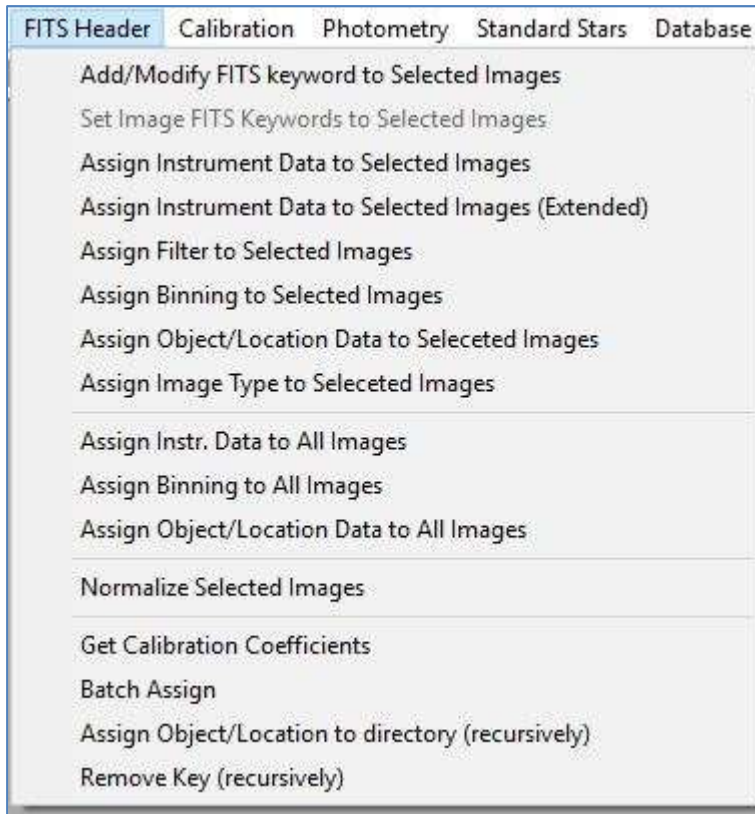 FITS Header Calibration Photometry Standard Stars Database
Add/Modify FITS keyword to Selected Images
Set Image FITS Keywords to Selected Images
Assign Instrument Data to Selected Images
Assign Instrument Data to Selected Images (Extended)
Assign Filter to Selected Images
Assign Binning to Selected Images
Assign Object/Location Data to Seleceted Images
Assign Image Type to Seleceted Images
Assign Instr. Data to All Images
Assign Binning to All Images
Assign Object/Location Data to All Images
Normalize Selected Images
Get Calibration Coefficients
Batch Assign
Assign Object/Location to directory (recursively)
Remove Key (recursively)